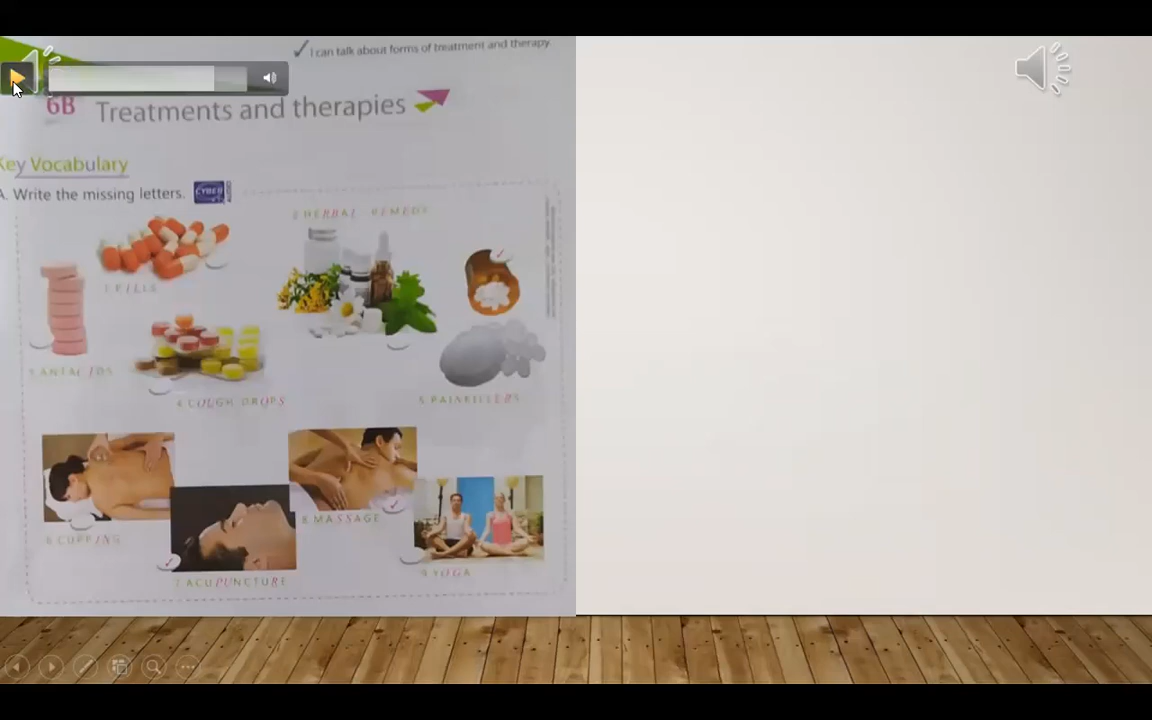 ✓ I can talk about forms of treatment and therapy.
6B Treatments and therapies
Key Vocabulary
A. Write the missing letters. CYBER
2 HERBAL REMEDY
1 PILLS
3 ANTACIDS
4 COUGH DROPS
5 PAINKILLERS
6 CUPPING
7 ACUPUNCTURE
8 MASSAGE
9 YOGA